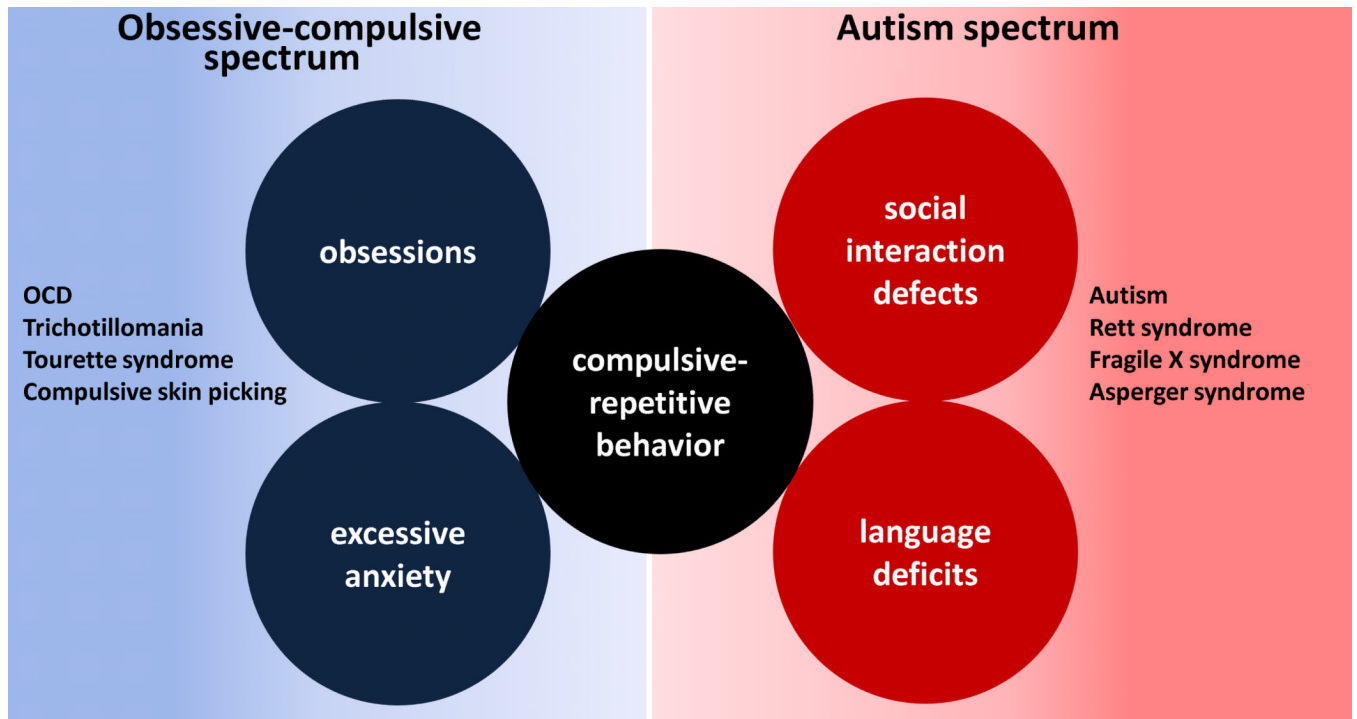 Obsessive-compulsive
spectrum
Autism spectrum
obsessions
excessive
anxiety
OCD
Trichotillomania
Tourette syndrome
Compulsive skin picking
compulsive-
repetitive
behavior
social
interaction
defects
language
deficits
Autism
Rett syndrome
Fragile X syndrome
Asperger syndrome